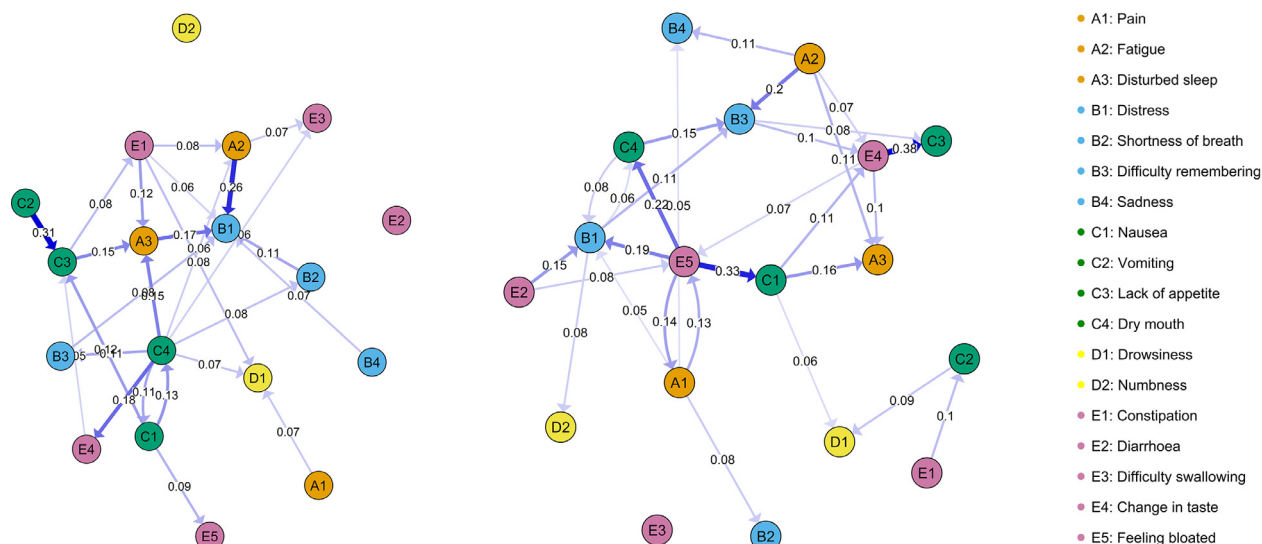 D2
E3
E1
0.08
A2
0.07
0.06
0.26
0.12
0.08
C2
0.31
E2
B1
A3
0.17
0.15
C3
0.06
0.08
0.11
B2
0.07
0.08
0.15
0.08
C4
B3
0.12
0.11
0.07
D1
B4
0.18
0.11
0.13
C1
E4
0.07
A1
0.09
E5
B4
0.11
A2
0.2
0.07
B3
0.08
C3
0.15
0.1
C4
0.11
E4
0.38
0.08
0.06
0.11
0.22
0.05
0.07
0.11
0.1
B1
0.19
E5
0.33
C1
0.16
A3
0.15
0.08
E2
0.05
0.14
0.13
0.08
0.06
C2
A1
0.09
D2
D1
0.1
0.08
E1
E3
B2
A1: Pain
A2: Fatigue
A3: Disturbed sleep
B1: Distress
B2: Shortness of breath
B3: Difficulty remembering
B4: Sadness
C1: Nausea
C2: Vomiting
C3: Lack of appetite
C4: Dry mouth
D1: Drowsiness
D2: Numbness
E1: Constipation
E2: Diarrhoea
E3: Difficulty swallowing
E4: Change in taste
E5: Feeling bloated